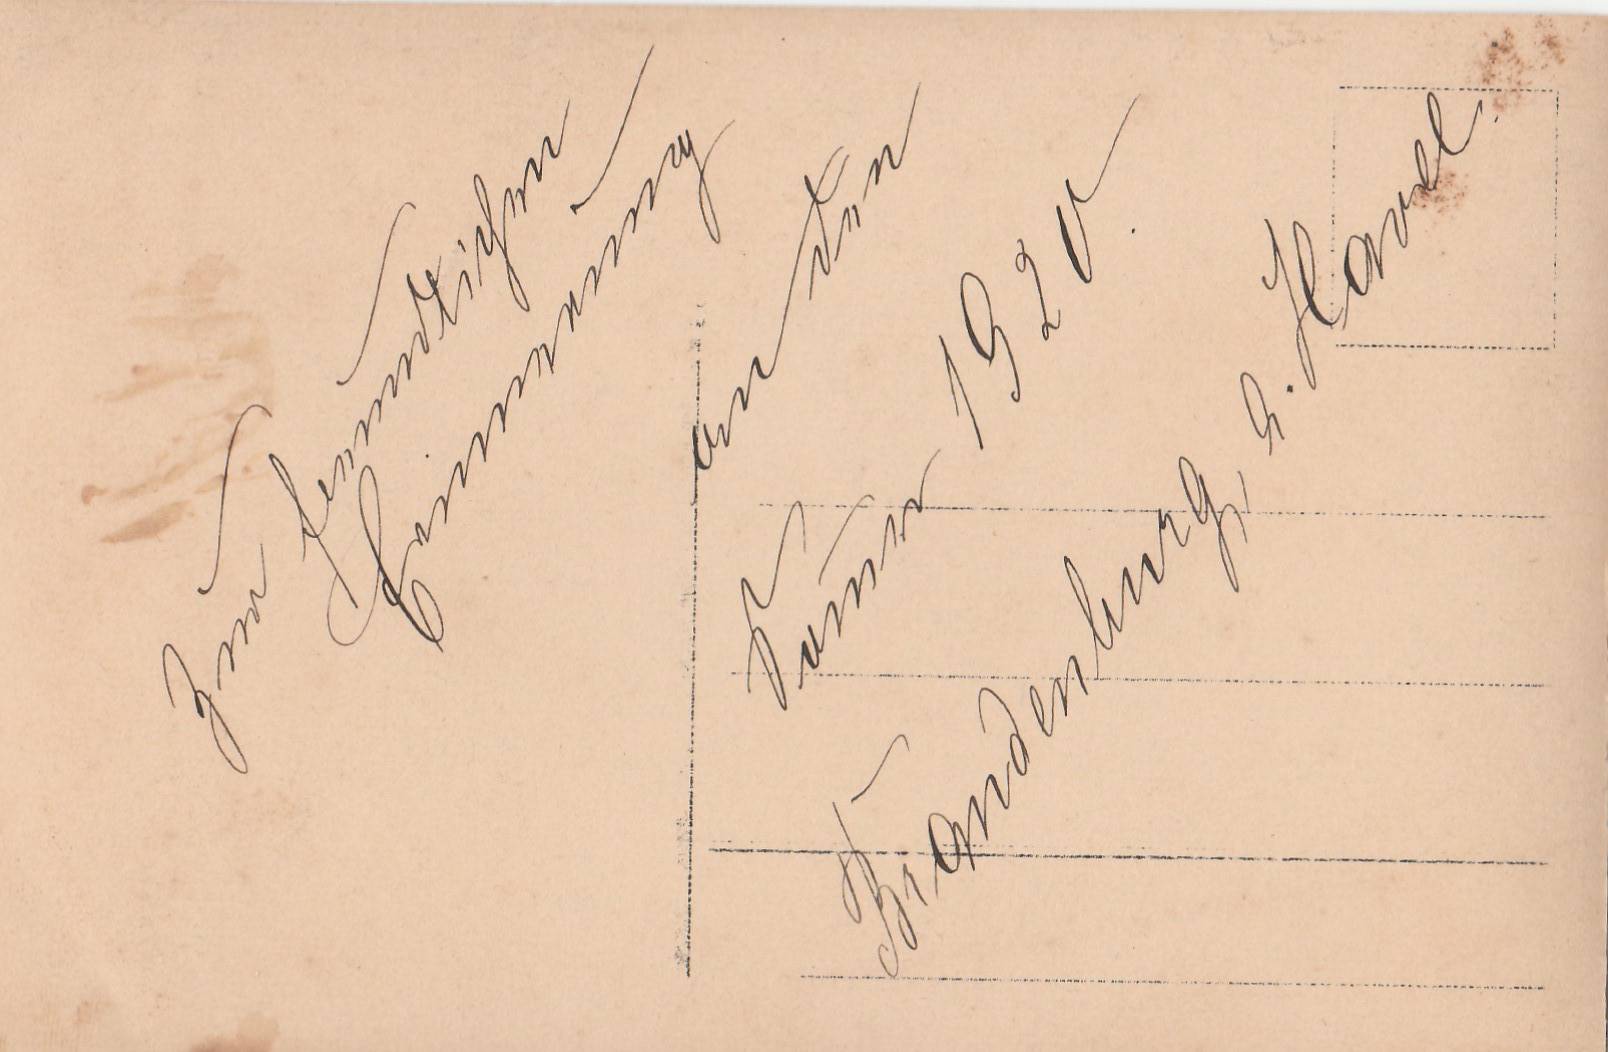 Zur freundlichen
Erinnerung
an den
Sommer 1920.
Brandenburg, a. Havel.